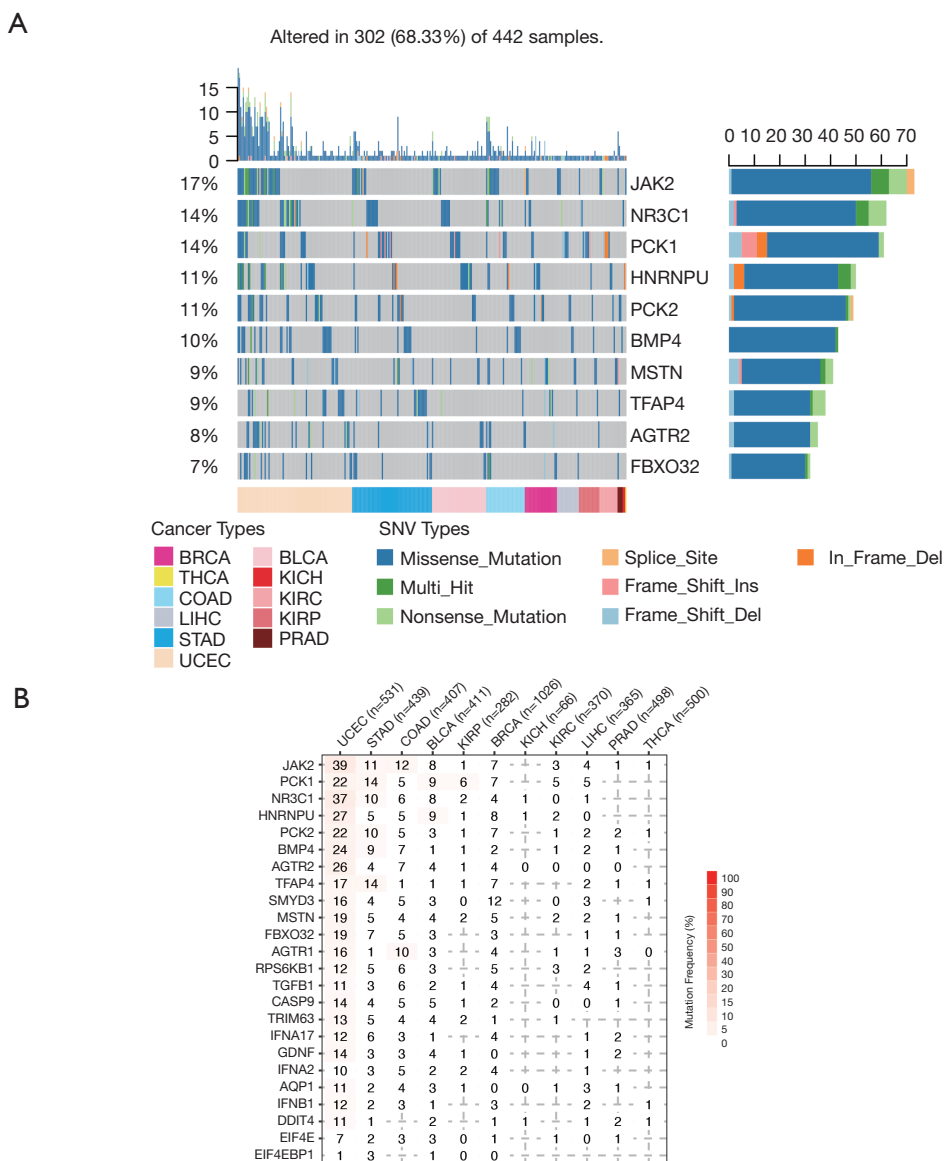 A
Altered in 302 (68.33%) of 442 samples.
15
10
5
0
0 10 20 30 40 50 60 70
17% JAK2
14% NR3C1
14% PCK1
11% HNRNPU
11% PCK2
10% BMP4
9% MSTN
9% TFAP4
8% AGTR2
7% FBXO32
Cancer Types
BRCA BLCA
THCA KICH
COAD KIRC
LIHC KIRP
STAD PRAD
UCEC
SNV Types
Missense_Mutation Splice_Site In_Frame_Del
Multi_Hit Frame_Shift_Ins
Nonsense_Mutation Frame_Shift_Del
B
UCEC (n=531)
STAD (n=439)
COAD (n=407)
BLCA (n=411)
KIRP (n=282)
BRCA (n=1026)
KICH (n=66)
KIRC (n=370)
LIHC (n=365)
PRAD (n=498)
THCA (n=500)
JAK2 39 11 12 8 1 7 3 4 1 1
PCK1 22 14 5 9 6 7 5 5
NR3C1 37 10 6 8 2 4 1 0 1
HNRNPU 27 5 5 9 1 8 1 2 0
PCK2 22 10 5 3 1 7 1 2 2 1
BMP4 24 9 7 1 1 2 1 2 1
AGTR2 26 4 7 4 1 4 0 0 0 0
TFAP4 17 14 1 1 1 7 2 1 1
SMYD3 16 4 5 3 0 12 0 3 1
MSTN 19 5 4 4 2 5 2 2 1
FBXO32 19 7 5 3 3 1 1
AGTR1 16 1 10 3 4 1 1 3 0
RPS6KB1 12 5 6 3 5 3 2
TGFB1 11 3 6 2 1 4 4 1
CASP9 14 4 5 5 1 2 0 0 1
TRIM63 13 5 4 4 2 1 1
IFNA17 12 6 3 1 4 1 2
GDNF 14 3 3 4 1 0 1 2
IFNA2 10 3 5 2 2 4 1
AQP1 11 2 4 3 1 0 0 1 3 1
IFNB1 12 2 3 1 3 2 1
DDIT4 11 1 2 1 1 1 2 1
EIF4E 7 2 3 3 0 1 1 0 1
EIF4EBP1 1 3 1 0 0
Mutation Frequency (%)
100
90
80
70
60
50
40
30
20
15
10
5
0